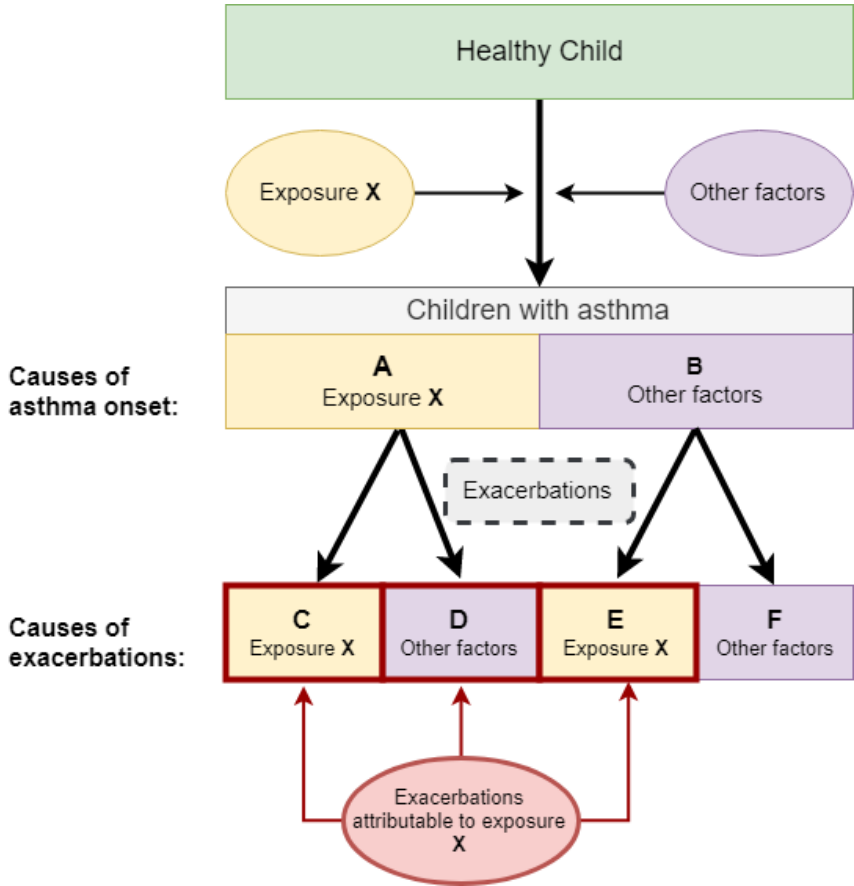 Healthy Child
Exposure X
Other factors
Children with asthma
Causes of
asthma onset:
A
Exposure X
B
Other factors
Exacerbations
Causes of
exacerbations:
C
Exposure X
D
Other factors
E
Exposure X
F
Other factors
Exacerbations
attributable to exposure
X